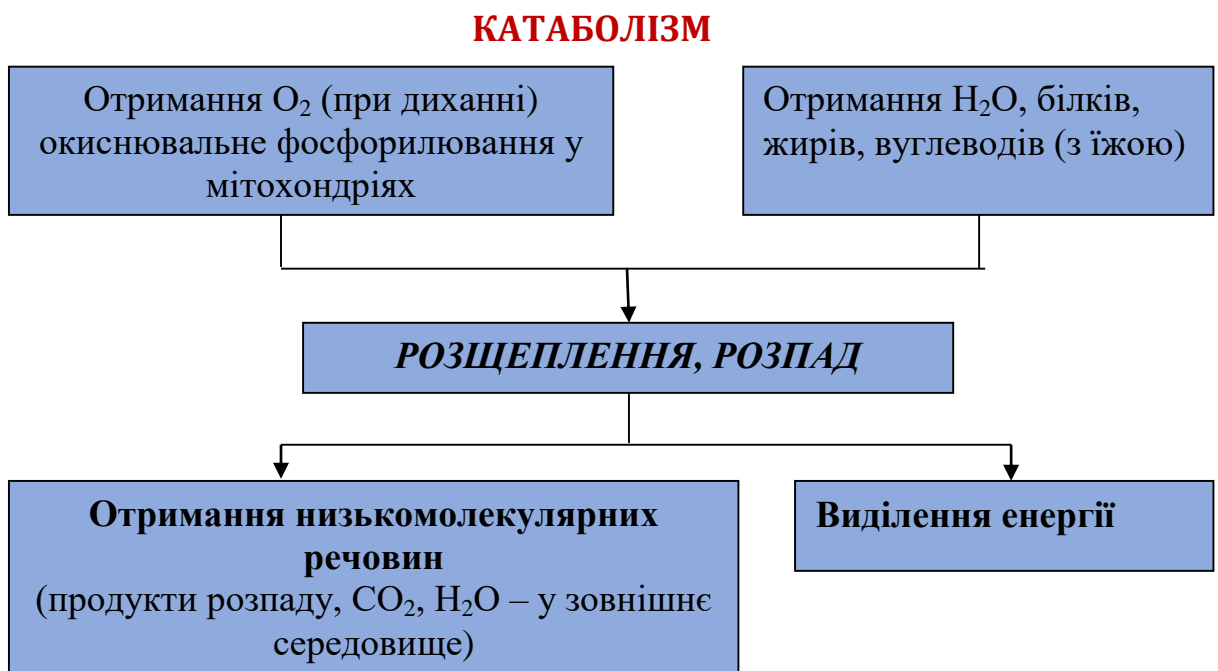 КАТАБОЛІЗМ
Отримання O₂ (при диханні)
окиснювальне фосфорилювання у
мітохондріях
Отримання H₂O, білків,
жирів, вуглеводів (з їжою)
РОЗЩЕПЛЕННЯ, РОЗПАД
Отримання низькомолекулярних
речовин
(продукти розпаду, CO₂, H₂O – у зовнішнє
середовище)
Виділення енергії